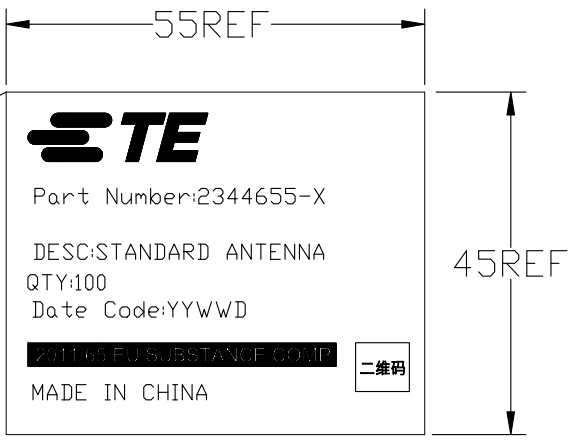 55REF
TE
Part Number:2344655-X
DESC:STANDARD ANTENNA
QTY:100
Date Code:YYWWD
45REF
2011/65 EU SUBSTANCE COMP
二维码
MADE IN CHINA